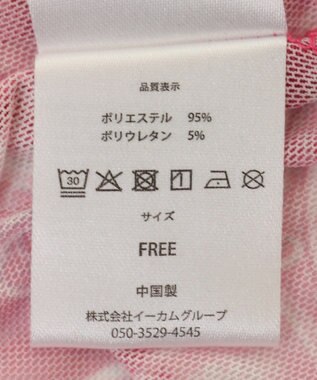 品質表示
ポリエステル 95%
ポリウレタン 5%
30
サイズ
FREE
中国製
株式会社イーカムグループ
050-3529-4545